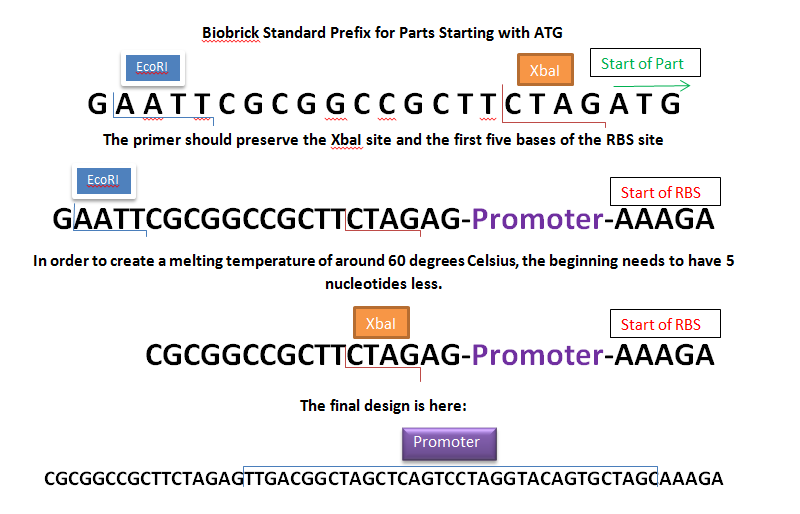 Biobrick Standard Prefix for Parts Starting with ATG
EcoRI
XbaI
Start of Part
G A A T T C G C G G C C G C T T C T A G A T G
The primer should preserve the XbaI site and the first five bases of the RBS site
EcoRI
Start of RBS
GAATTCGCGGCCGCTTCTAGAG-Promoter-AAAGA
In order to create a melting temperature of around 60 degrees Celsius, the beginning needs to have 5
nucleotides less.
XbaI
Start of RBS
CGCGGCCGCTTCTAGAG-Promoter-AAAGA
The final design is here:
Promoter
CGCGGCCGCTTCTAGAGTTGACGGCTAGCTCAGTCCTAGGTACAGTGCTAGCAAAGA